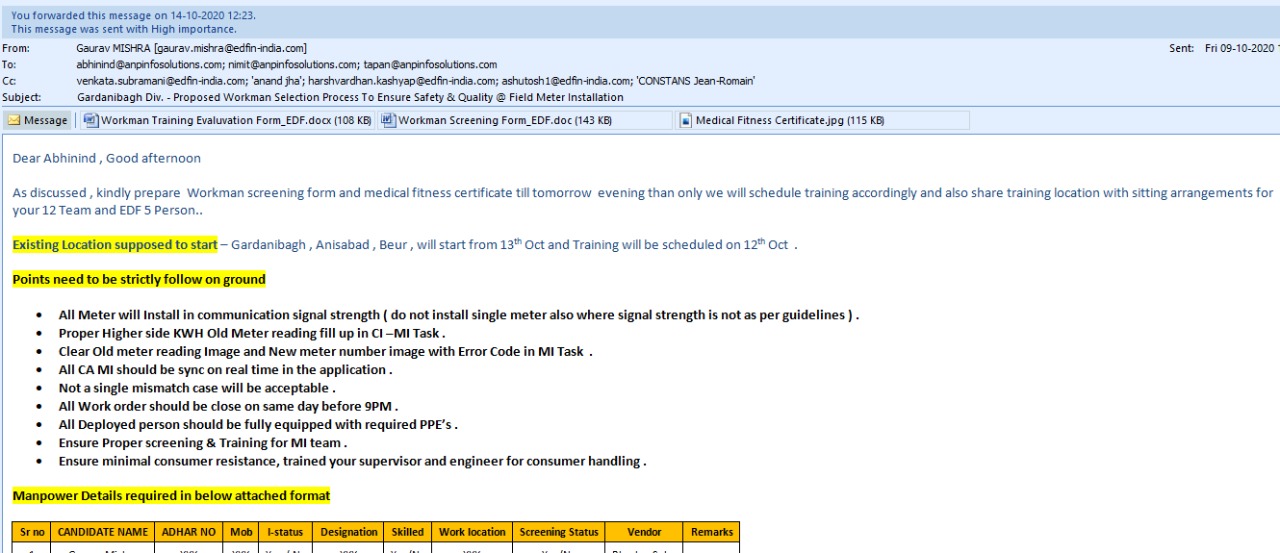 You forwarded this message on 14-10-2020 12:23.
This message was sent with High importance.
From: Gaurav MISHRA [gaurav.mishra@edfin-india.com] Sent: Fri 09-10-2020
To: abhinind@anpinfosolutions.com; nimit@anpinfosolutions.com; tapan@anpinfosolutions.com
Cc: venkata.subramani@edfin-india.com; 'anand jha'; harshvardhan.kashyap@edfin-india.com; ashutosh1@edfin-india.com; 'CONSTANS Jean-Romain'
Subject: Gardanibagh Div. - Proposed Workman Selection Process To Ensure Safety & Quality @ Field Meter Installation
Message Workman Training Evaluvation Form_EDF.docx (108 KB) Workman Screening Form_EDF.doc (143 KB) Medical Fitness Certificate.jpg (115 KB)
Dear Abhinind , Good afternoon
As discussed , kindly prepare Workman screening form and medical fitness certificate till tomorrow evening than only we will schedule training accordingly and also share training location with sitting arrangements for
your 12 Team and EDF 5 Person..
Existing Location supposed to start – Gardanibagh , Anisabad , Beur , will start from 13th Oct and Training will be scheduled on 12th Oct .
Points need to be strictly follow on ground
• All Meter will Install in communication signal strength ( do not install single meter also where signal strength is not as per guidelines ) .
• Proper Higher side KWH Old Meter reading fill up in CI –MI Task .
• Clear Old meter reading Image and New meter number image with Error Code in MI Task .
• All CA MI should be sync on real time in the application .
• Not a single mismatch case will be acceptable .
• All Work order should be close on same day before 9PM .
• All Deployed person should be fully equipped with required PPE's .
• Ensure Proper screening & Training for MI team .
• Ensure minimal consumer resistance, trained your supervisor and engineer for consumer handling .
Manpower Details required in below attached format
Sr no CANDIDATE NAME ADHAR NO Mob I-status Designation Skilled Work location Screening Status Vendor Remarks